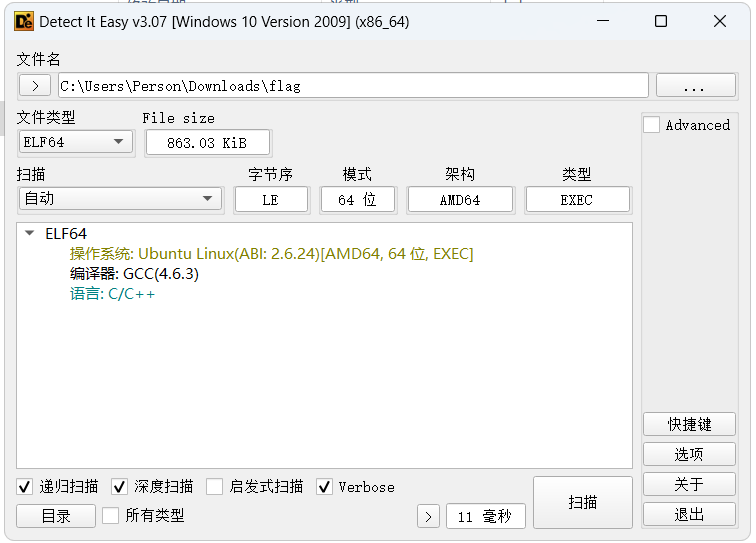 Detect It Easy v3.07 [Windows 10 Version 2009] (x86_64)
文件名
> C:\Users\Person\Downloads\flag ...
文件类型 File size
ELF64 863.03 KiB
Advanced
扫描 字节序 模式 架构 类型
自动 LE 64 位 AMD64 EXEC
ELF64
操作系统: Ubuntu Linux(ABI: 2.6.24)[AMD64, 64 位, EXEC]
编译器: GCC(4.6.3)
语言: C/C++
快捷键
选项
关于
退出
递归扫描 深度扫描 启发式扫描 Verbose
目录 所有类型 > 11 毫秒 扫描